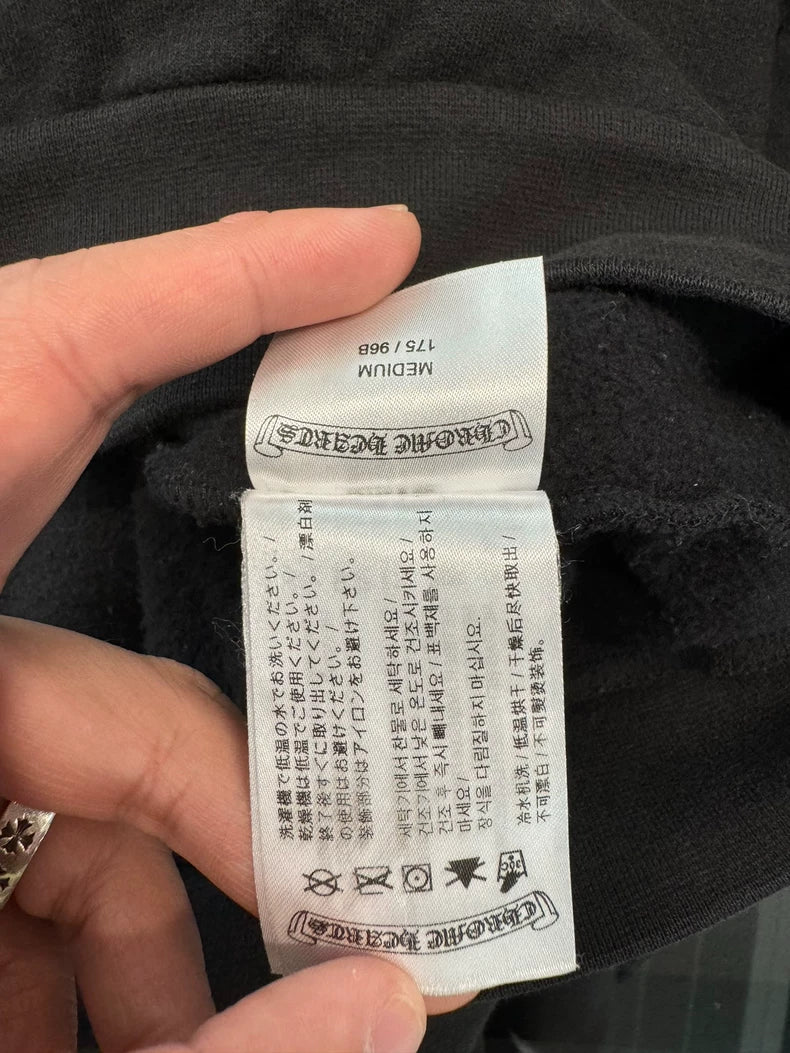 CHROME HEARTS
MEDIUM
175 / 96B
洗濯機で低温の水でお洗いください。/
乾燥機は低温でご使用ください。/
終了後すぐに取り出してください。/ 漂白剤
の使用はお避けください。/
装飾部分はアイロンをお避け下さい。
세탁기에서 찬물로 세탁하세요 /
건조기에서 낮은 온도로 건조시키세요 /
건조 후 즉시 빼내세요 / 표백제를 사용하지
마세요 /
장식을 다림질하지 마십시요.
冷水机洗 / 低温烘干 / 干燥后尽快取出 /
不可漂白 / 不可熨烫装饰。
30C
CHROME HEARTS